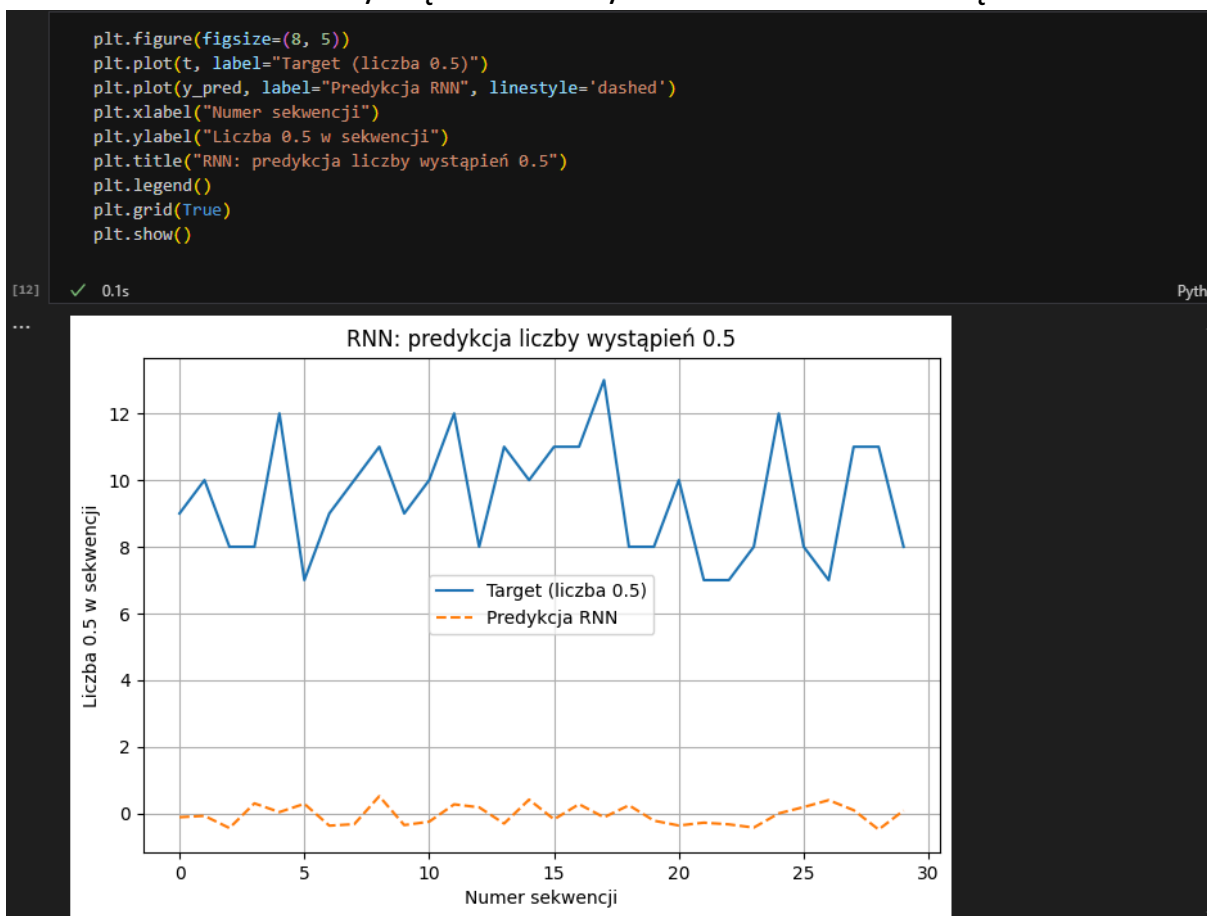 plt.figure(figsize=(8, 5))
plt.plot(t, label="Target (liczba 0.5)")
plt.plot(y_pred, label="Predykcja RNN", linestyle='dashed')
plt.xlabel("Numer sekwencji")
plt.ylabel("Liczba 0.5 w sekwencji")
plt.title("RNN: predykcja liczby wystąpień 0.5")
plt.legend()
plt.grid(True)
plt.show()
[12] ✓ 0.1s Pyth
...
RNN: predykcja liczby wystąpień 0.5
Liczba 0.5 w sekwencji
12
10
8
6
4
2
0
Target (liczba 0.5)
Predykcja RNN
0 5 10 15 20 25 30
Numer sekwencji